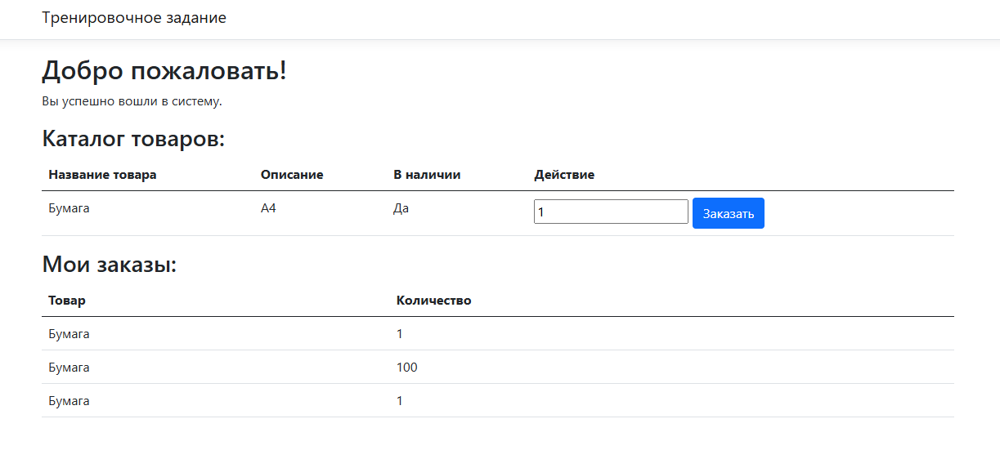 Тренировочное задание
Добро пожаловать!
Вы успешно вошли в систему.
Каталог товаров:
Название товара Описание В наличии Действие
Бумага А4 Да 1 Заказать
Мои заказы:
Товар Количество
Бумага 1
Бумага 100
Бумага 1